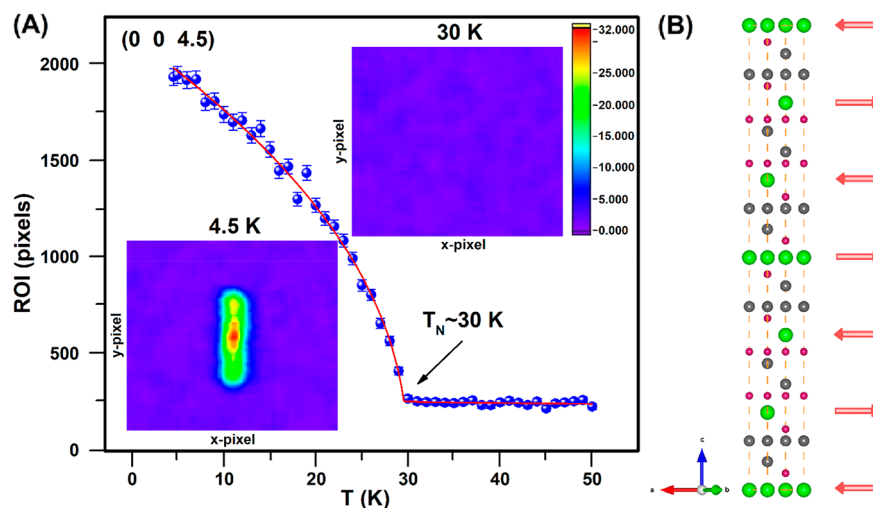 (A)
(0 0 4.5)
30 K
32.000
-25.000
-20.000
-15.000
-10.000
-5.000
0.000
y-pixel
x-pixel
4.5 K
y-pixel
x-pixel
T_N~30 K
2000
1500
1000
500
0
ROI (pixels)
0
10
20
30
40
50
T (K)
(B)
c
a
b